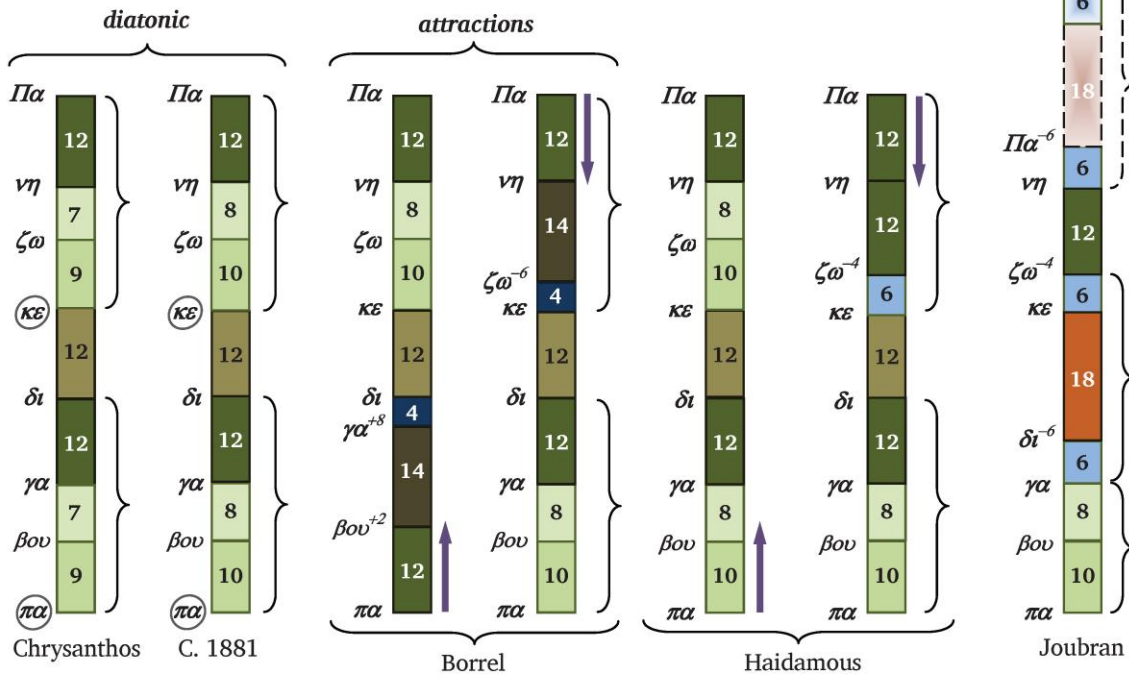 diatonic
Πα
12
νη
7
ζω
9
κε
12
δι
12
γα
7
βου
9
πα
Chrysanthos
Πα
12
νη
8
ζω
10
κε
12
δι
12
γα
8
βου
10
πα
C. 1881
attractions
Πα
12
νη
8
ζω
10
κε
12
δι
4
γα+8
14
βου+2
12
πα
Πα
12
νη
14
ζω-6
4
κε
12
δι
12
γα
8
βου
10
πα
Borrel
Πα
12
νη
8
ζω
10
κε
12
δι
12
γα
8
βου
10
πα
Πα
12
νη
12
ζω-4
6
κε
12
δι
12
γα
8
βου
10
πα
Haidamous
6
18
Πα-6
6
νη
12
ζω-4
6
κε
18
δι-6
6
γα
8
βου
10
πα
Joubran